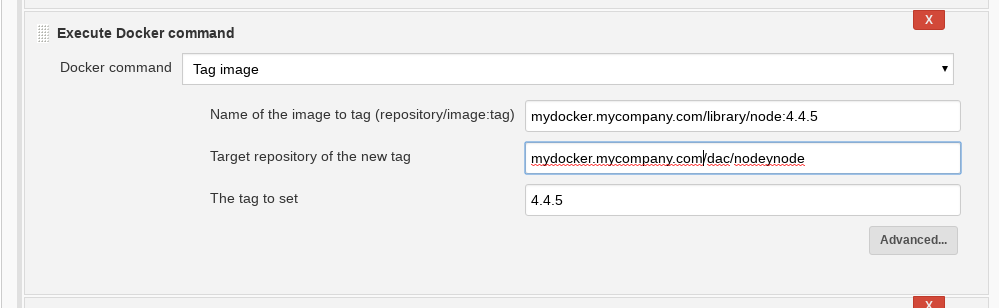 X
Execute Docker command
Docker command Tag image
Name of the image to tag (repository/image:tag) mydocker.mycompany.com/library/node:4.4.5
Target repository of the new tag mydocker.mycompany.com/dac/nodeynode
The tag to set 4.4.5
Advanced...
X